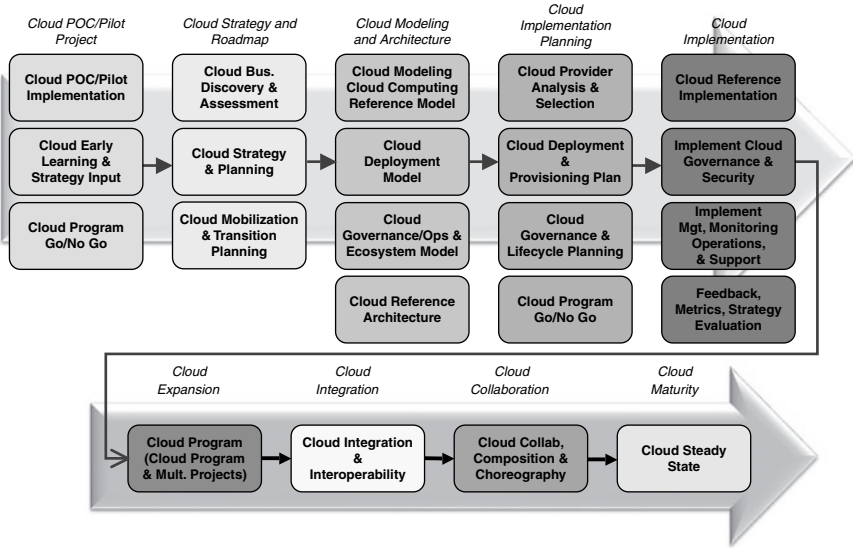 Cloud POC/Pilot
Project
Cloud Strategy and
Roadmap
Cloud Modeling
and Architecture
Cloud
Implementation
Planning
Cloud
Implementation
Cloud POC/Pilot
Implementation
Cloud Early
Learning &
Strategy Input
Cloud Program
Go/No Go
Cloud Bus.
Discovery &
Assessment
Cloud Strategy
& Planning
Cloud Mobilization
& Transition
Planning
Cloud Modeling
Cloud Computing
Reference Model
Cloud
Deployment
Model
Cloud
Governance/Ops &
Ecosystem Model
Cloud Reference
Architecture
Cloud Provider
Analysis &
Selection
Cloud Deployment
&
Provisioning Plan
Cloud
Governance &
Lifecycle Planning
Cloud Program
Go/No Go
Cloud Reference
Implementation
Implement Cloud
Governance &
Security
Implement
Mgt, Monitoring
Operations,
& Support
Feedback,
Metrics, Strategy
Evaluation
Cloud
Expansion
Cloud
Integration
Cloud
Collaboration
Cloud
Maturity
Cloud Program
(Cloud Program
& Mult. Projects)
Cloud Integration
&
Interoperability
Cloud Collab,
Composition &
Choreography
Cloud Steady
State